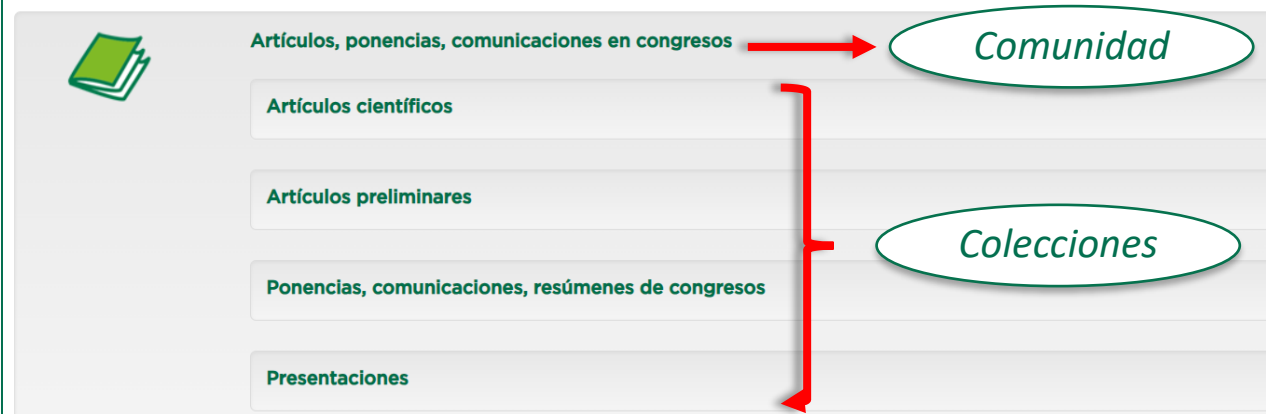 Artículos, ponencias, comunicaciones en congresos
Comunidad
Artículos científicos
Artículos preliminares
Colecciones
Ponencias, comunicaciones, resúmenes de congresos
Presentaciones